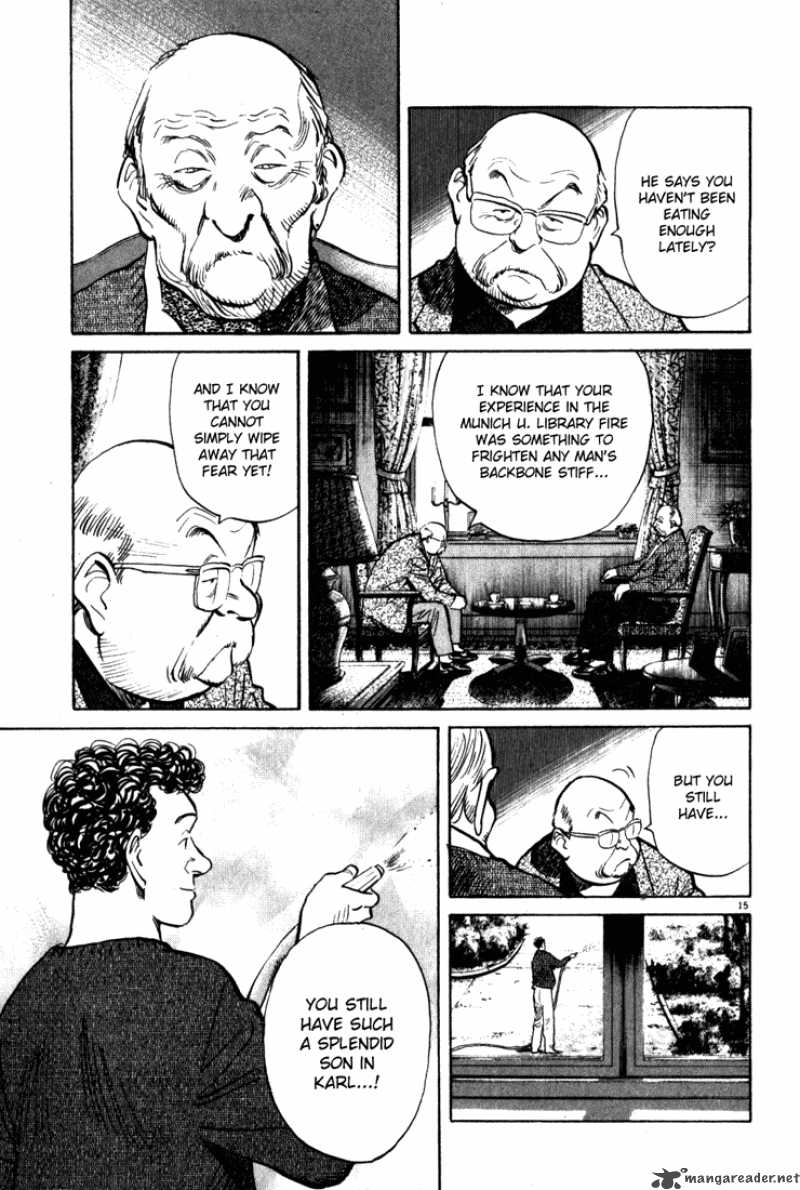 HE SAYS YOU
HAVEN'T BEEN
EATING
ENOUGH
LATELY?
I KNOW THAT YOUR
EXPERIENCE IN THE
MUNICH U. LIBRARY FIRE
WAS SOMETHING TO
FRIGHTEN ANY MAN'S
BACKBONE STIFF...
AND I KNOW
THAT YOU
CANNOT
SIMPLY WIPE
AWAY THAT
FEAR YET!
BUT YOU
STILL
HAVE...
15
YOU STILL
HAVE SUCH
A SPLENDID
SON IN
KARL...!
mangareader.net